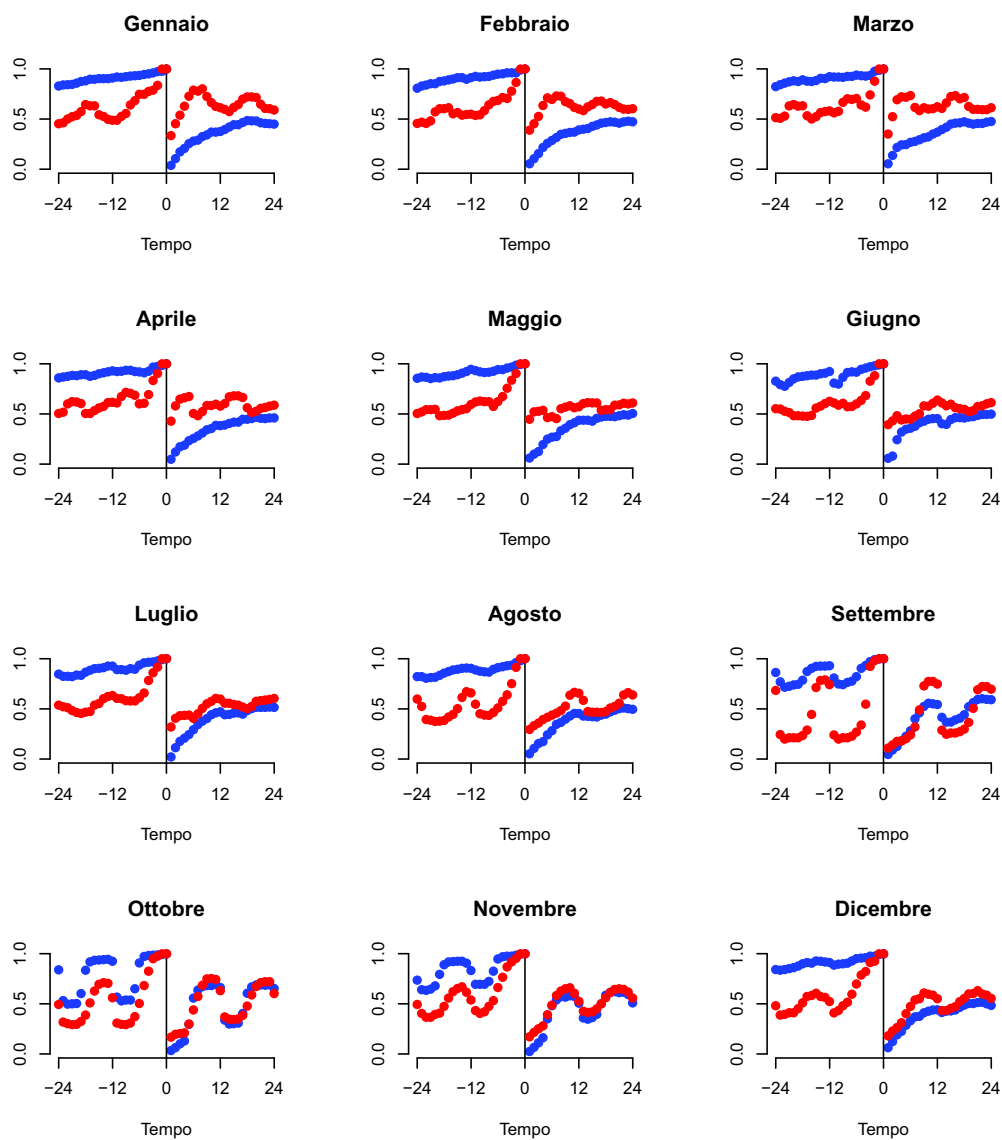 Gennaio Febbraio Marzo
1.0 1.0 1.0
0.5 0.5 0.5
0.0 0.0 0.0
−24 −12 0 12 24 −24 −12 0 12 24 −24 −12 0 12 24
Tempo Tempo Tempo
Aprile Maggio Giugno
1.0 1.0 1.0
0.5 0.5 0.5
0.0 0.0 0.0
−24 −12 0 12 24 −24 −12 0 12 24 −24 −12 0 12 24
Tempo Tempo Tempo
Luglio Agosto Settembre
1.0 1.0 1.0
0.5 0.5 0.5
0.0 0.0 0.0
−24 −12 0 12 24 −24 −12 0 12 24 −24 −12 0 12 24
Tempo Tempo Tempo
Ottobre Novembre Dicembre
1.0 1.0 1.0
0.5 0.5 0.5
0.0 0.0 0.0
−24 −12 0 12 24 −24 −12 0 12 24 −24 −12 0 12 24
Tempo Tempo Tempo